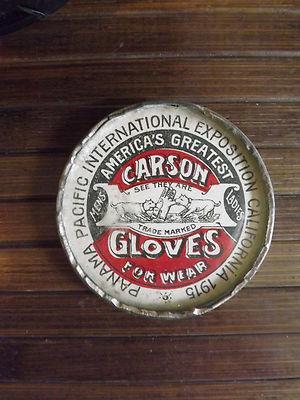 PANAMA PACIFIC INTERNATIONAL EXPOSITION CALIFORNIA 1915
AMERICA'S GREATEST
CARSON
SEE THEY ARE
MENS
LADIES
TRADE MARKED
GLOVES
FOR WEAR